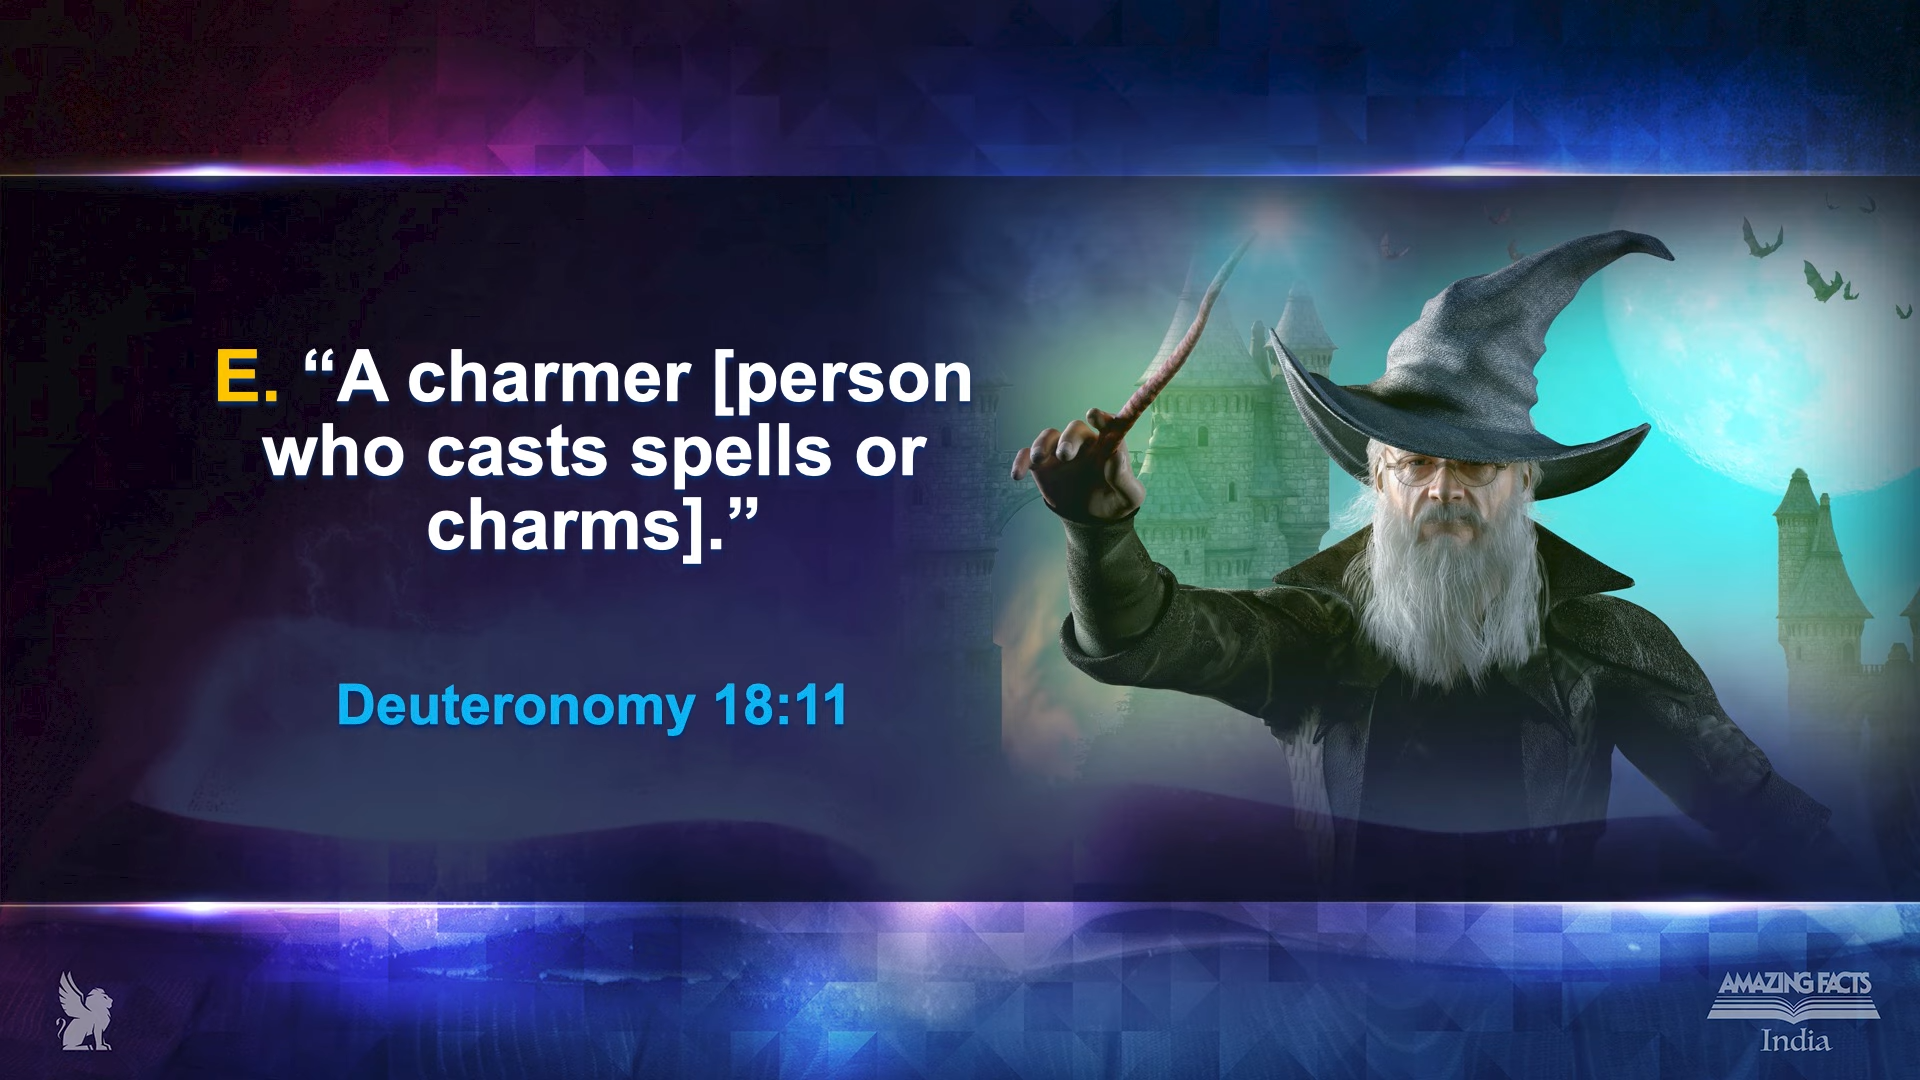 E. “A charmer [person
who casts spells or
charms].”
Deuteronomy 18:11
AMAZING FACTS
India